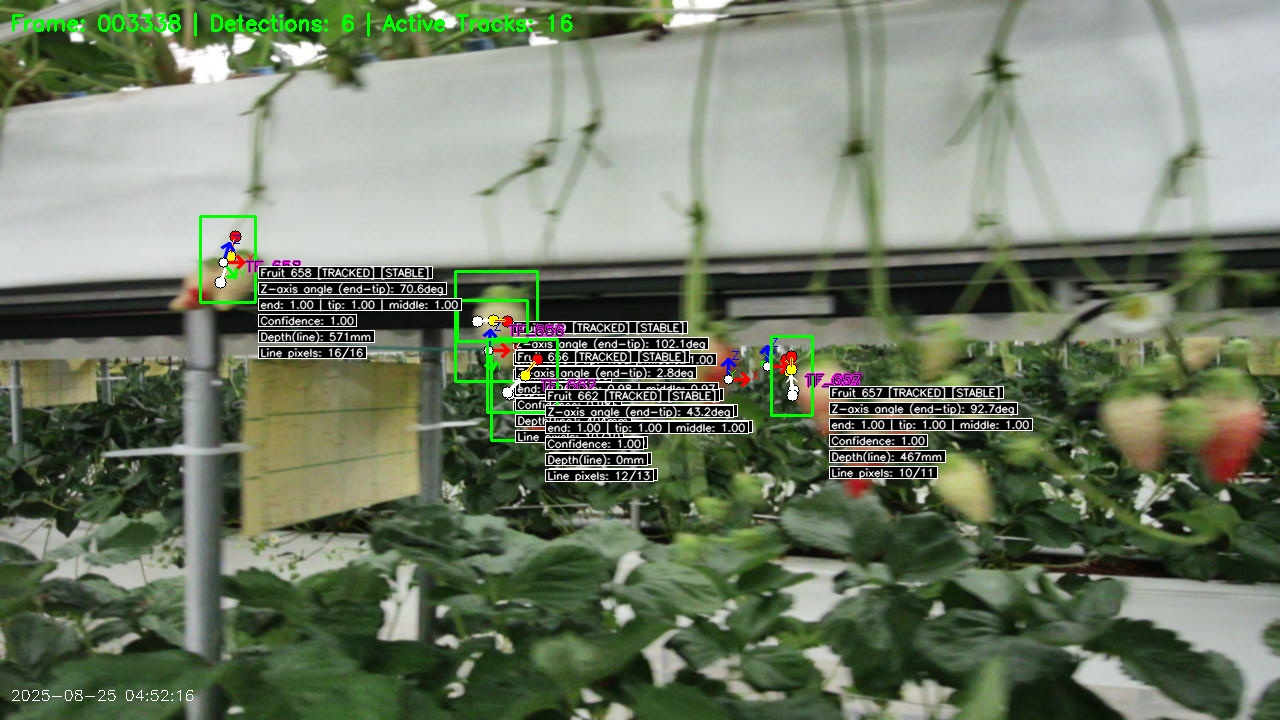 Frame: 003338 | Detections: 6 | Active Tracks: 16
Fruit 658 [TRACKED] [STABLE]
Z-axis angle (end-tip): 70.6deg
end: 1.00 | tip: 1.00 | middle: 1.00
Confidence: 1.00
Depth(line): 571mm
Line pixels: 16/16
[TRACKED] [STABLE]
Z-axis angle (end-tip): 102.1deg
Fruit 656 [TRACKED] [STABLE]
Z-axis angle (end-tip): 2.8deg
Fruit 662 [TRACKED] [STABLE]
Z-axis angle (end-tip): 43.2deg
end: 1.00 | tip: 1.00 | middle: 1.00
Confidence: 1.00
Depth(line): 0mm
Line pixels: 12/13
TF_657
Fruit 657 [TRACKED] [STABLE]
Z-axis angle (end-tip): 92.7deg
end: 1.00 | tip: 1.00 | middle: 1.00
Confidence: 1.00
Depth(line): 467mm
Line pixels: 10/11
2025-08-25 04:52:16